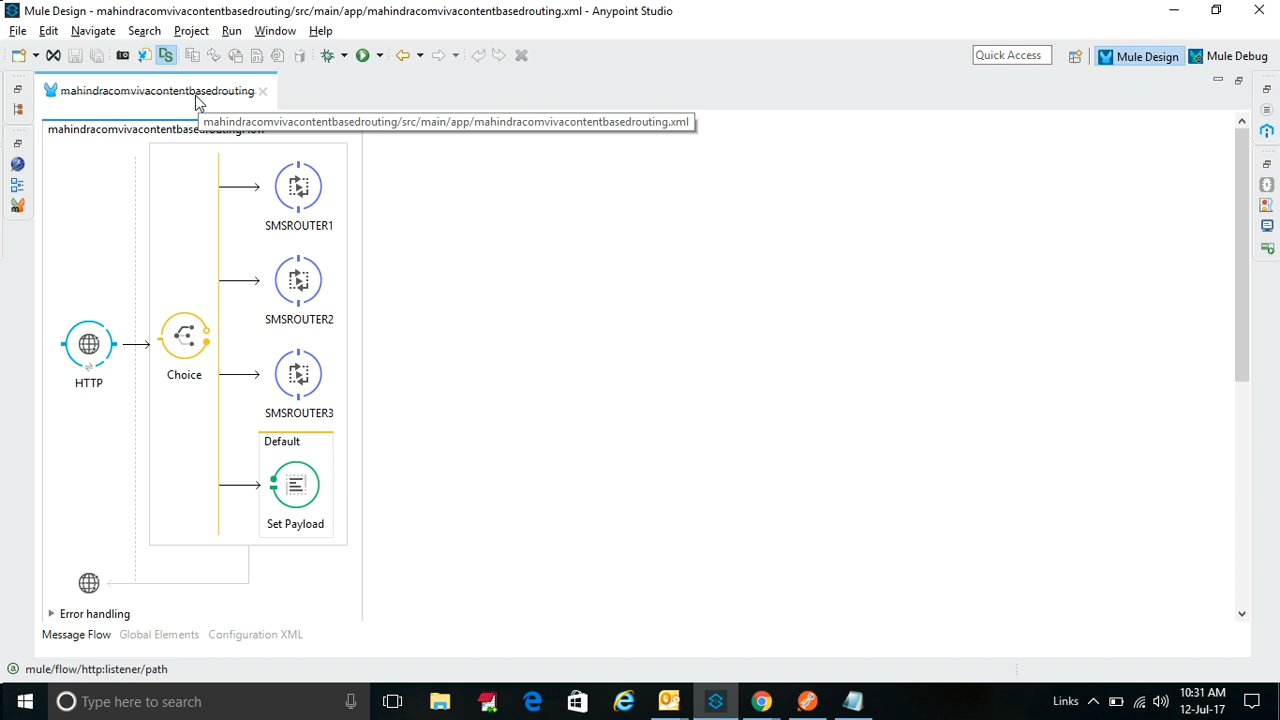 Mule Design - mahindracomvivacontentbasedrouting/src/main/app/mahindracomvivacontentbasedrouting.xml - Anypoint Studio
File Edit Navigate Search Project Run Window Help
Quick Access
Mule Design
Mule Debug
mahindracomvivacontentbasedrouting
mahindracomvivacontentbasedrouting/src/main/app/mahindracomvivacontentbasedrouting.xml
SMSROUTER1
SMSROUTER2
HTTP
Choice
SMSROUTER3
Default
Set Payload
Error handling
Message Flow Global Elements Configuration XML
mule/flow/http:listener/path
Type here to search
Links
10:31 AM
12-Jul-17